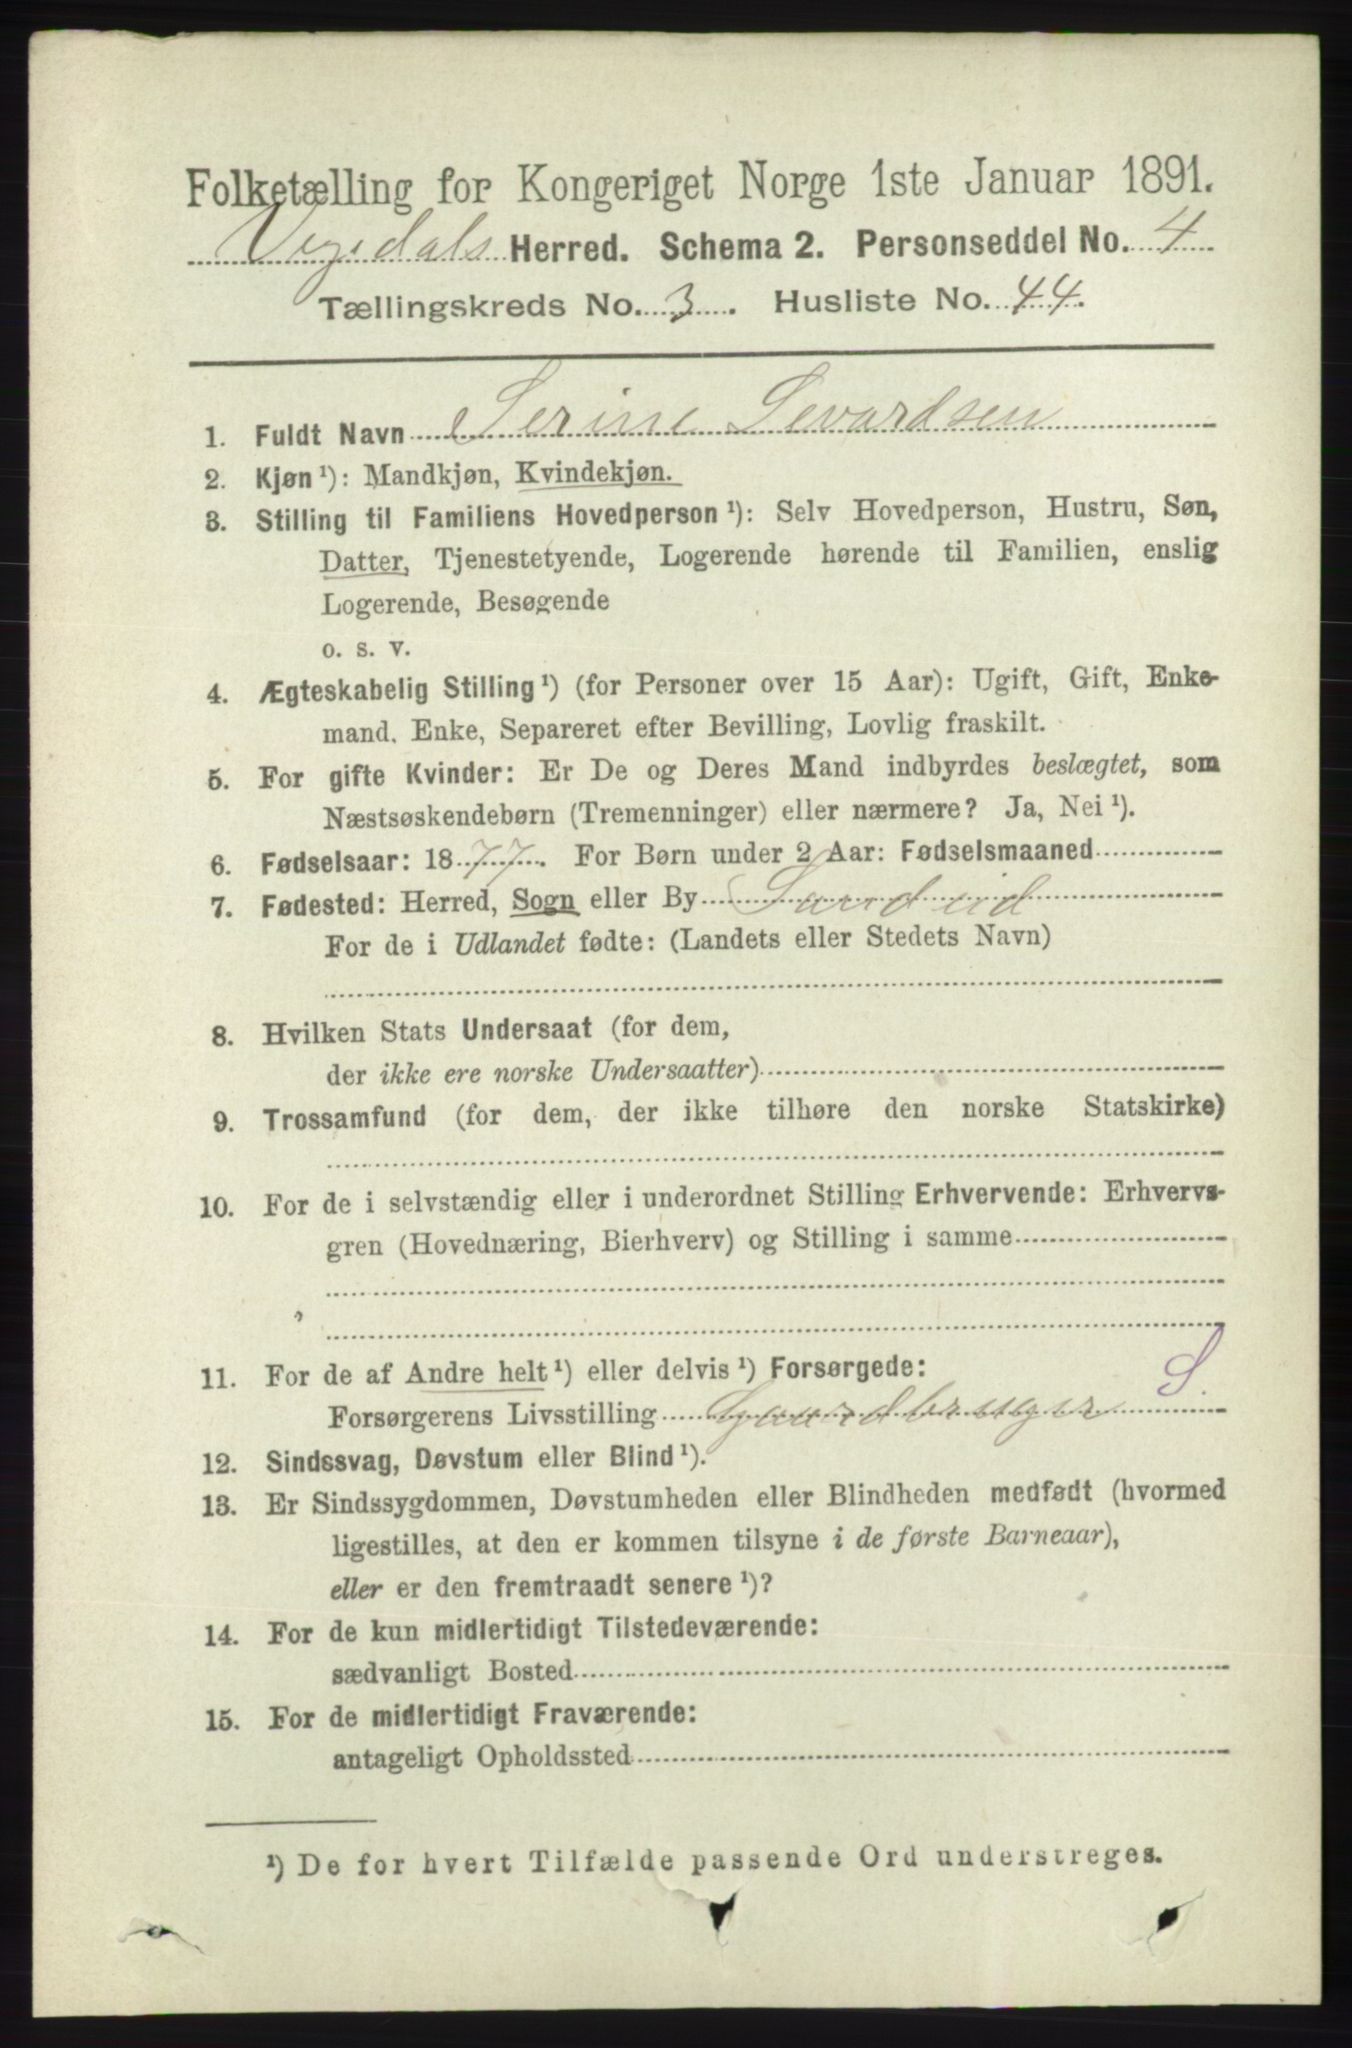 Folketælling for Kongeriget Norge 1ste Januar 1891.
Herred. Schema 2. Personseddel No. 4
Tællingskreds No. 3. Husliste No. 44.
1. Fuldt Navn Serine Sevardsen
2. Kjøn ¹): Mandkjøn, Kvindekjøn.
3. Stilling til Familiens Hovedperson ¹): Selv Hovedperson, Hustru, Søn,
Datter, Tjenestetyende, Logerende hørende til Familien, enslig
Logerende, Besøgende
o. s. v.
4. Ægteskabelig Stilling ¹) (for Personer over 15 Aar): Ugift, Gift, Enke-
mand. Enke, Separeret efter Bevilling, Lovlig fraskilt.
5. For gifte Kvinder: Er De og Deres Mand indbyrdes beslægtet, som
Næstsøskendebørn (Tremenninger) eller nærmere? Ja, Nei ¹).
6. Fødselsaar: 1877. For Børn under 2 Aar: Fødselsmaaned
7. Fødested: Herred, Sogn eller By Sandeid
For de i Udlandet fødte: (Landets eller Stedets Navn)
8. Hvilken Stats Undersaat (for dem,
der ikke ere norske Undersaatter)
9. Trossamfund (for dem, der ikke tilhøre den norske Statskirke)
10. For de i selvstændig eller i underordnet Stilling Erhvervende: Erhvervs-
gren (Hovednæring, Bierhverv) og Stilling i samme
11. For de af Andre helt ¹) eller delvis ¹) Forsørgede:
S.
Forsørgerens Livsstilling Gaardbruger
12. Sindssvag, Døvstum eller Blind ¹).
13. Er Sindssygdommen, Døvstumheden eller Blindheden medfødt (hvormed
ligestilles, at den er kommen tilsyne i de første Barneaar),
eller er den fremtraadt senere ¹)?
14. For de kun midlertidigt Tilstedeværende:
sædvanligt Bosted
15. For de midlertidigt Fraværende:
antageligt Opholdssted
¹) De for hvert Tilfælde passende Ord understreges.